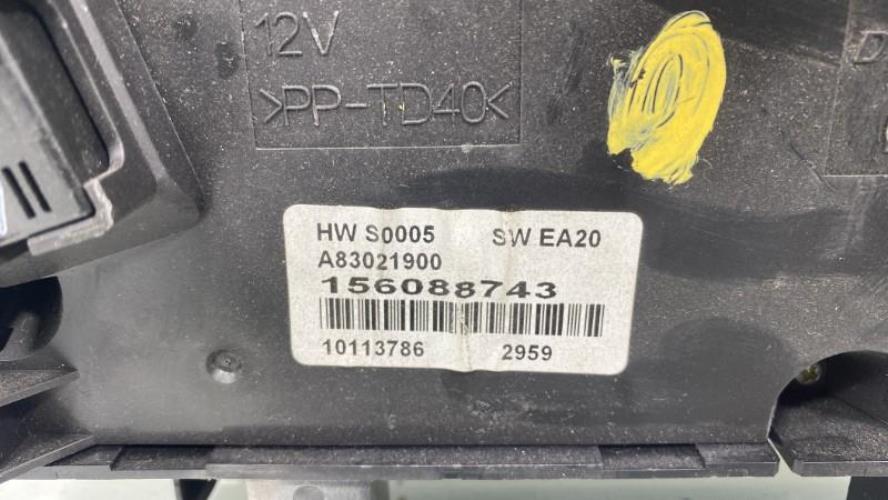 12V
>PP-TD40<
D
HW S0005 SW EA20
A83021900
156088743
10113786 2959